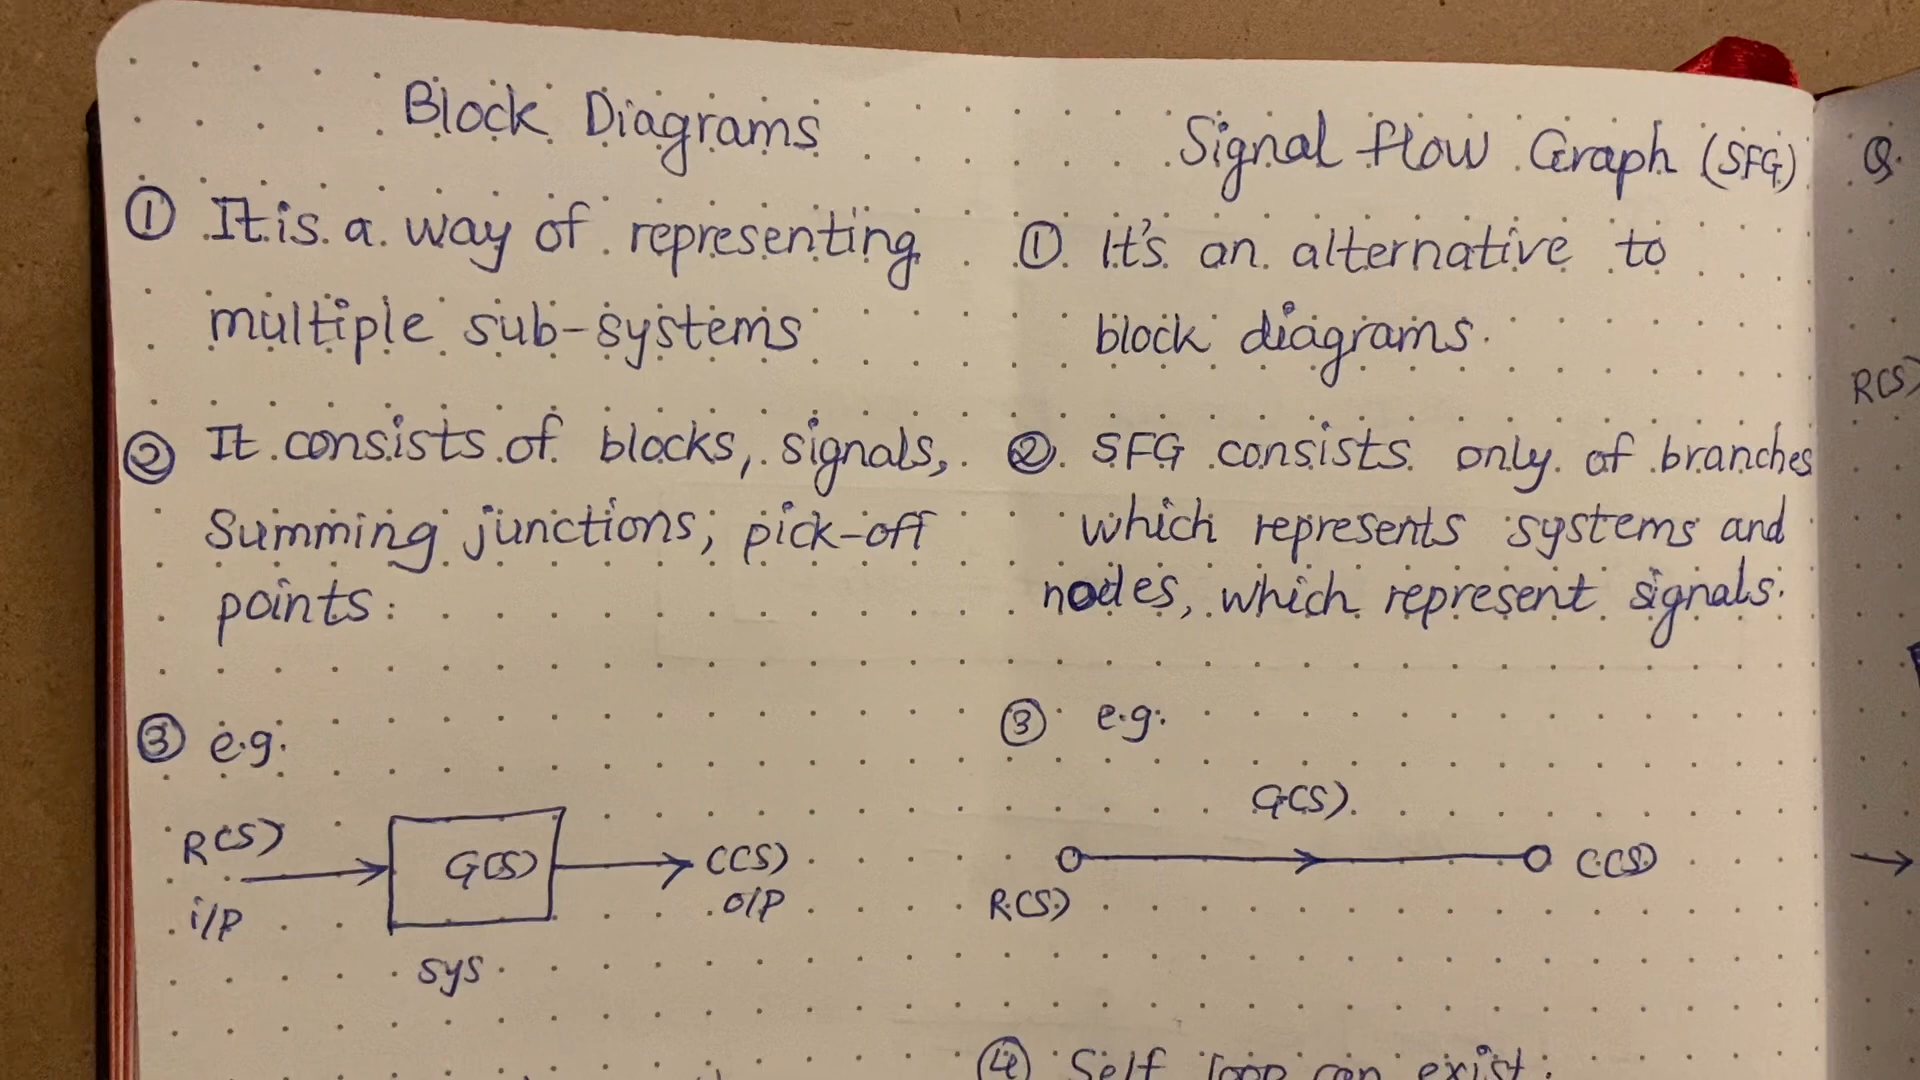 Block Diagrams
① It is a way of representing
multiple sub-systems
② It consists of blocks, signals,
Summing junctions, pick-off
points.
③ e.g.
R(S)
i/p
G(S)
sys
C(S)
o/p
Signal flow Graph (SFG)
① It's an alternative to
block diagrams.
② SFG consists only of branches
which represents systems and
nodes, which represent signals.
③ e.g.
G(S)
R(S)
C(S)
④ Self loop can exist.
Q.
R(S)